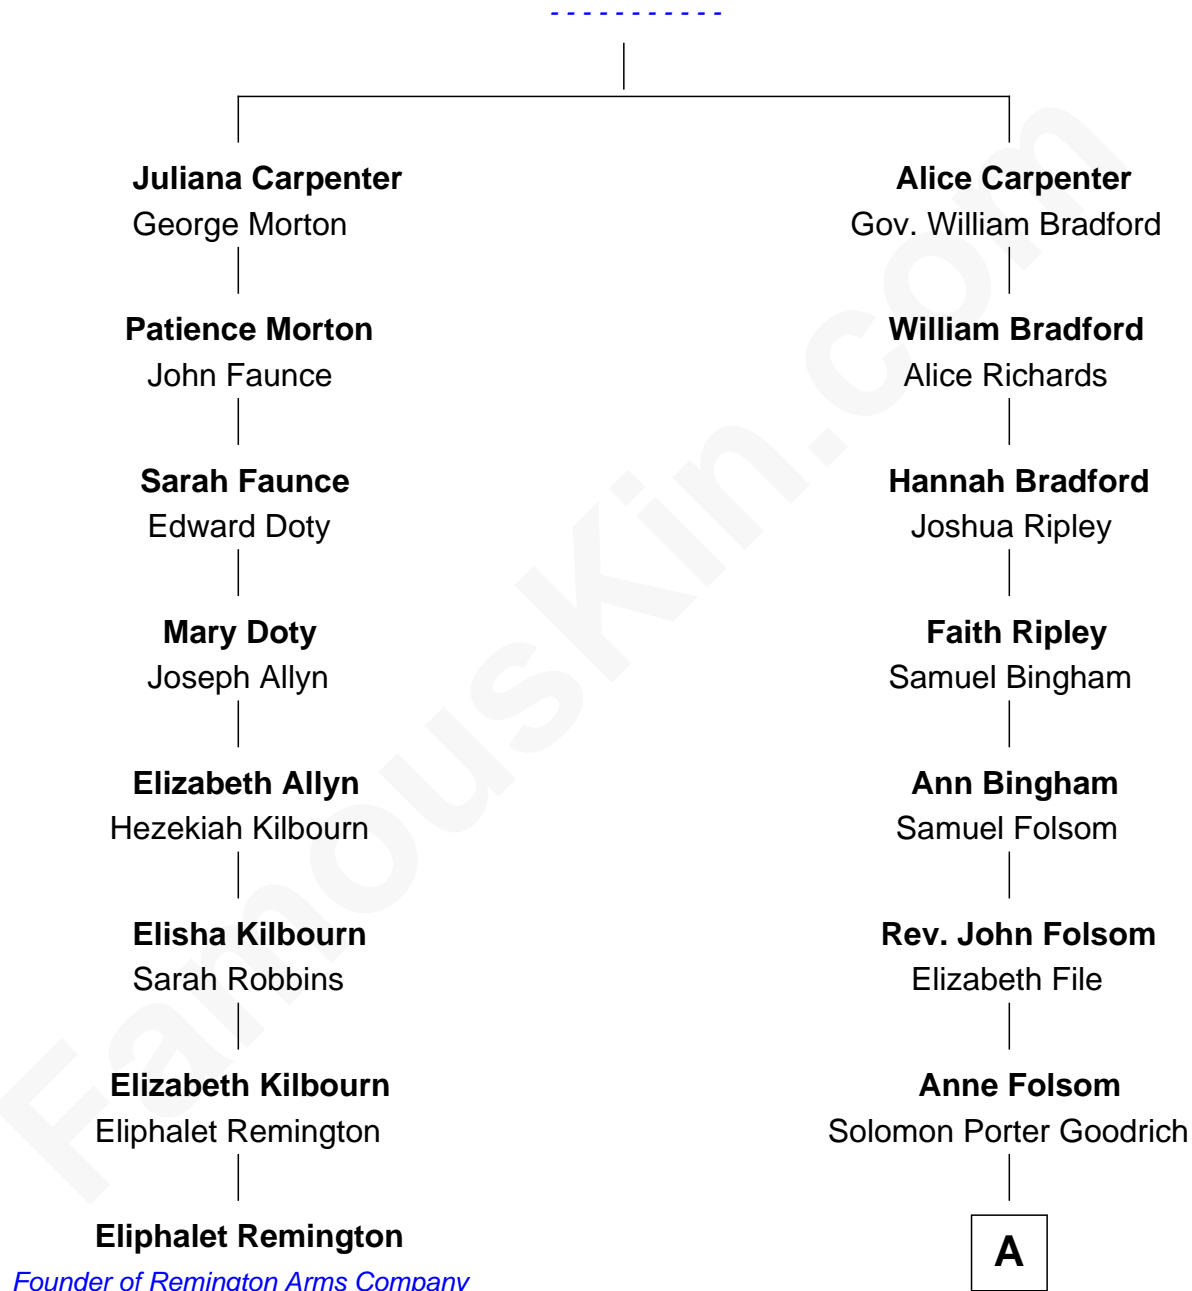 - - - - - - - - - - -
Juliana Carpenter
George Morton
Alice Carpenter
Gov. William Bradford
Patience Morton
John Faunce
William Bradford
Alice Richards
Sarah Faunce
Edward Doty
Hannah Bradford
Joshua Ripley
Mary Doty
Joseph Allyn
Faith Ripley
Samuel Bingham
Elizabeth Allyn
Hezekiah Kilbourn
Ann Bingham
Samuel Folsom
Elisha Kilbourn
Sarah Robbins
Rev. John Folsom
Elizabeth File
Elizabeth Kilbourn
Eliphalet Remington
Anne Folsom
Solomon Porter Goodrich
Eliphalet Remington
Founder of Remington Arms Company
A
FamousKin.com